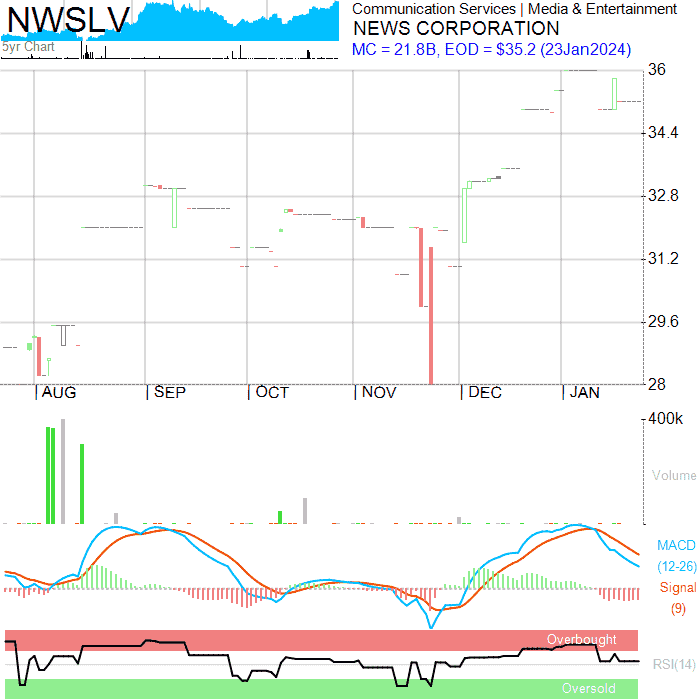 NWSLV
5yr Chart
Communication Services | Media & Entertainment
NEWS CORPORATION
MC = 21.8B, EOD = $35.2 (23Jan2024)
36
34.4
32.8
31.2
29.6
28
AUG SEP OCT NOV DEC JAN
400k
Volume
MACD
(12-26)
Signal
(9)
Overbought
RSI(14)
Oversold